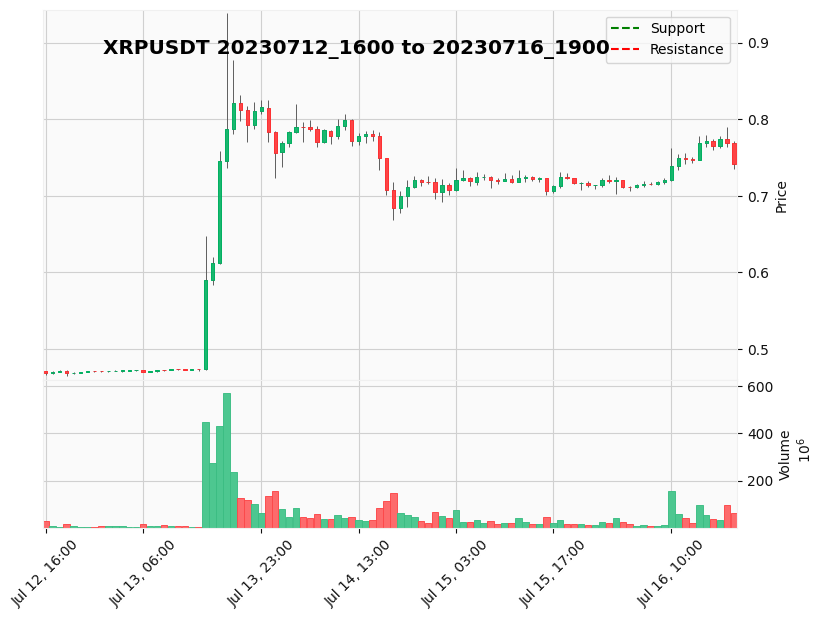 XRPUSDT 20230712_1600 to 20230716_1900
Support
Resistance
0.9
0.8
0.7
0.6
0.5
Price
600
400
200
Volume
10^6
Jul 12, 16:00
Jul 13, 06:00
Jul 13, 23:00
Jul 14, 13:00
Jul 15, 03:00
Jul 15, 17:00
Jul 16, 10:00